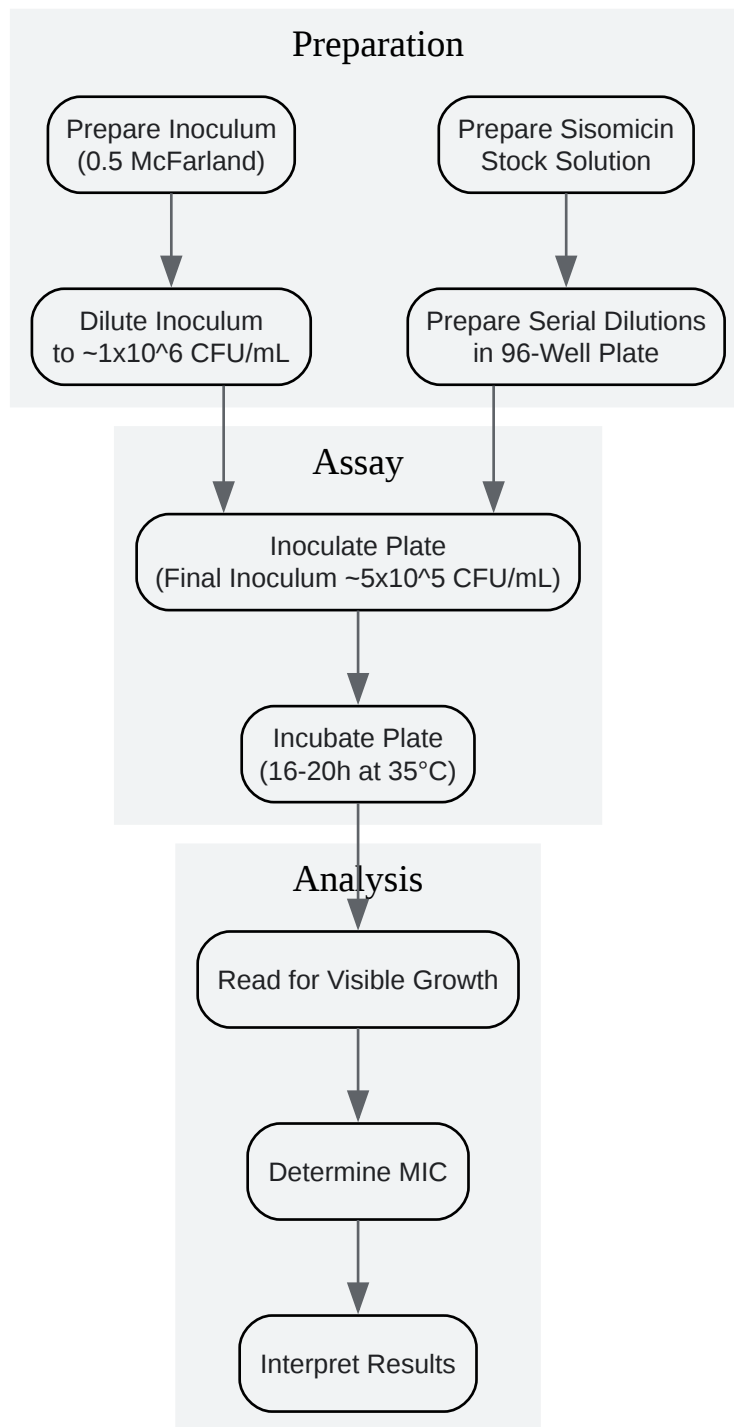 Preparation
Prepare Inoculum
(0.5 McFarland)
Prepare Sisomicin
Stock Solution
Dilute Inoculum
to ~1x10^6 CFU/mL
Prepare Serial Dilutions
in 96-Well Plate
Assay
Inoculate Plate
(Final Inoculum ~5x10^5 CFU/mL)
Incubate Plate
(16-20h at 35°C)
Analysis
Read for Visible Growth
Determine MIC
Interpret Results